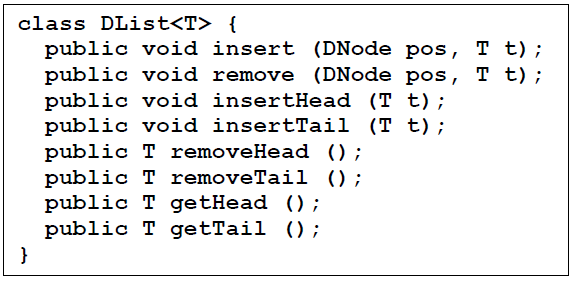 class DList<T> {
  public void insert (DNode pos, T t);
  public void remove (DNode pos, T t);
  public void insertHead (T t);
  public void insertTail (T t);
  public T removeHead ();
  public T removeTail ();
  public T getHead ();
  public T getTail ();
}